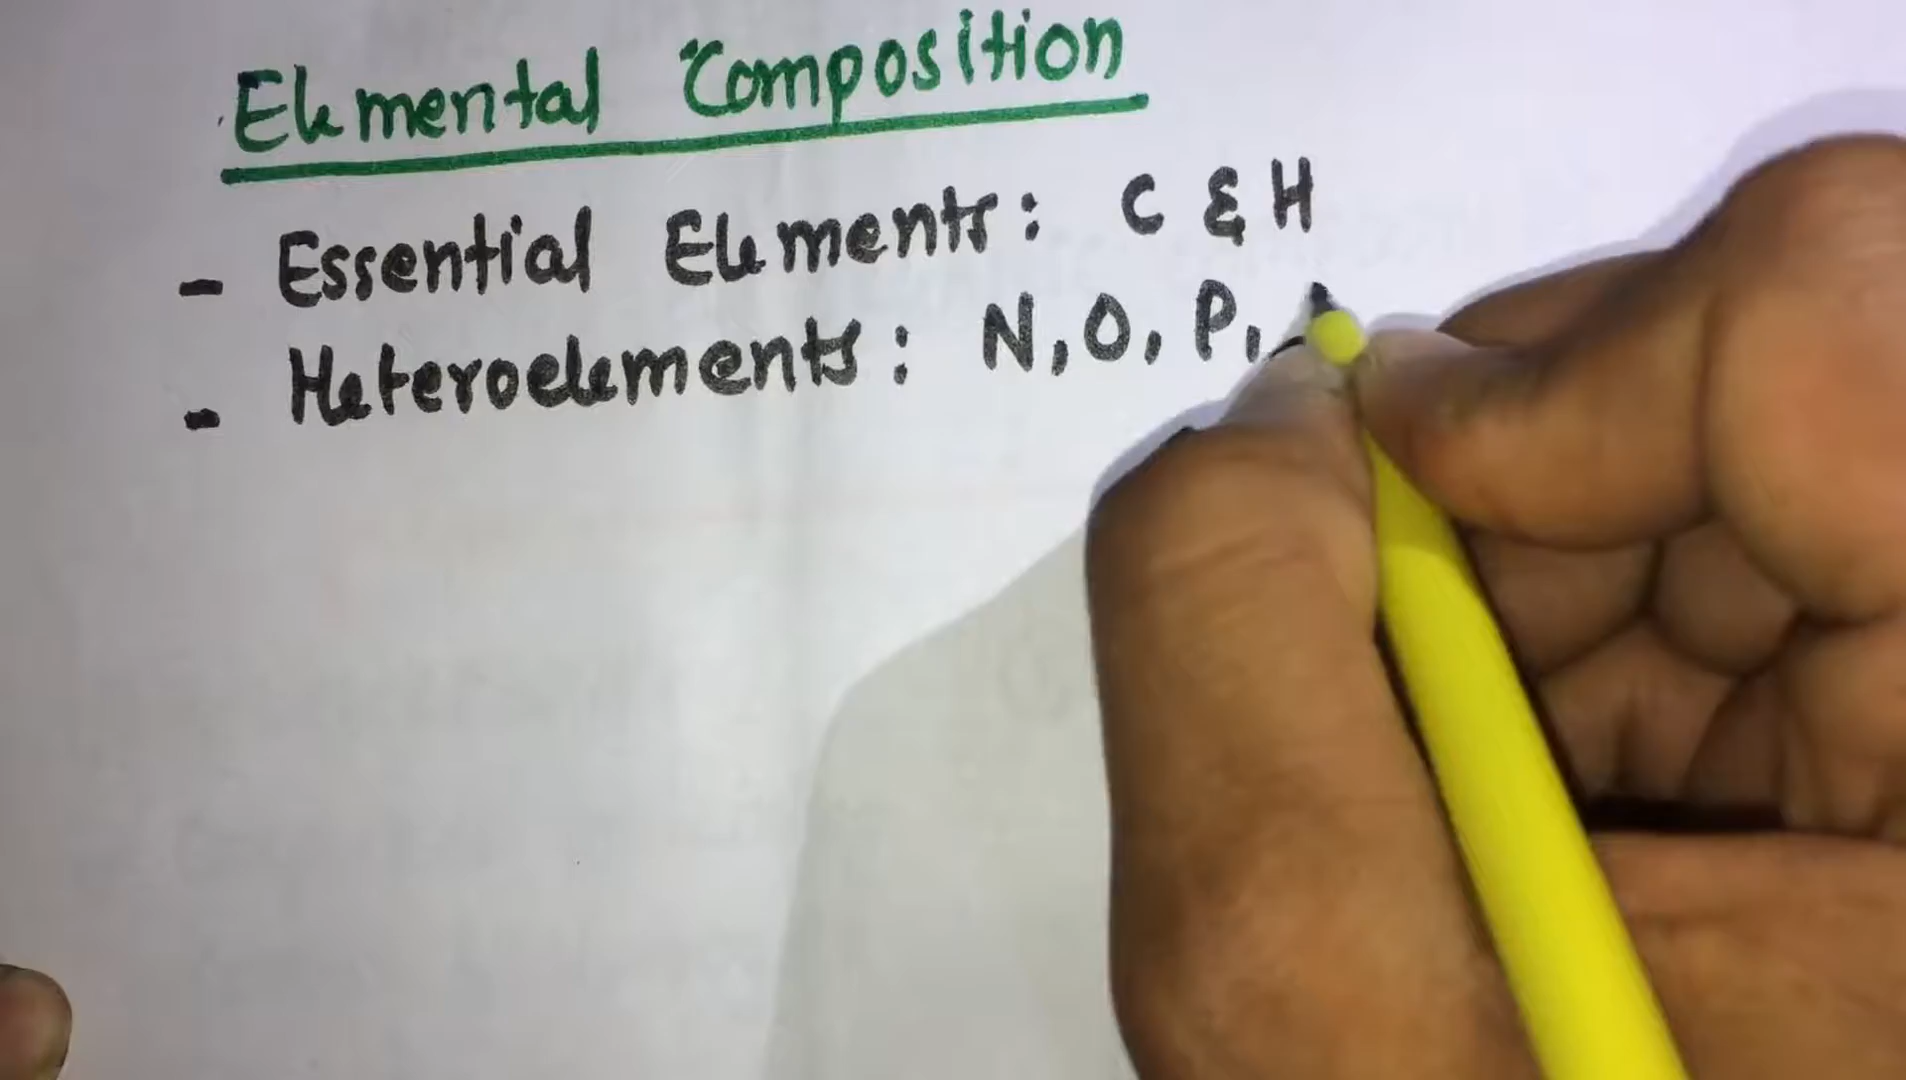 Elemental Composition
- Essential Elements: C & H
- Heteroelements: N, O, P,